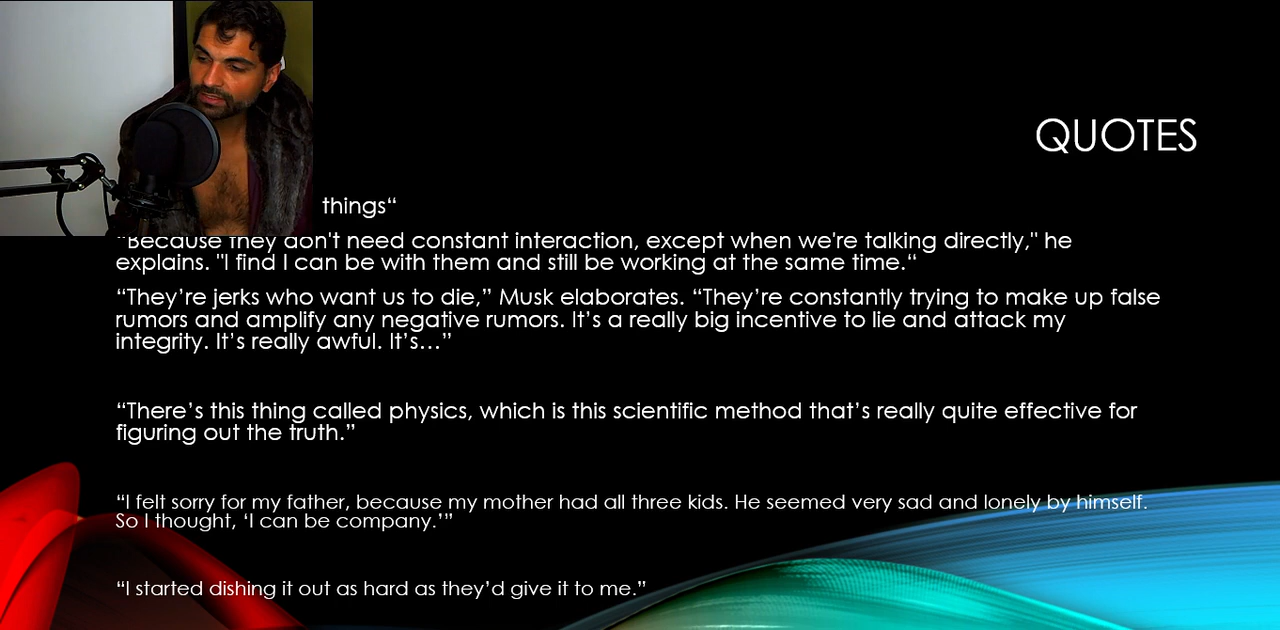 QUOTES
things“
“Because they don't need constant interaction, except when we're talking directly," he
explains. "I find I can be with them and still be working at the same time.“
“They’re jerks who want us to die,” Musk elaborates. “They’re constantly trying to make up false
rumors and amplify any negative rumors. It’s a really big incentive to lie and attack my
integrity. It’s really awful. It’s…”
“There’s this thing called physics, which is this scientific method that’s really quite effective for
figuring out the truth.”
“I felt sorry for my father, because my mother had all three kids. He seemed very sad and lonely by himself.
So I thought, ‘I can be company.’”
“I started dishing it out as hard as they’d give it to me.”